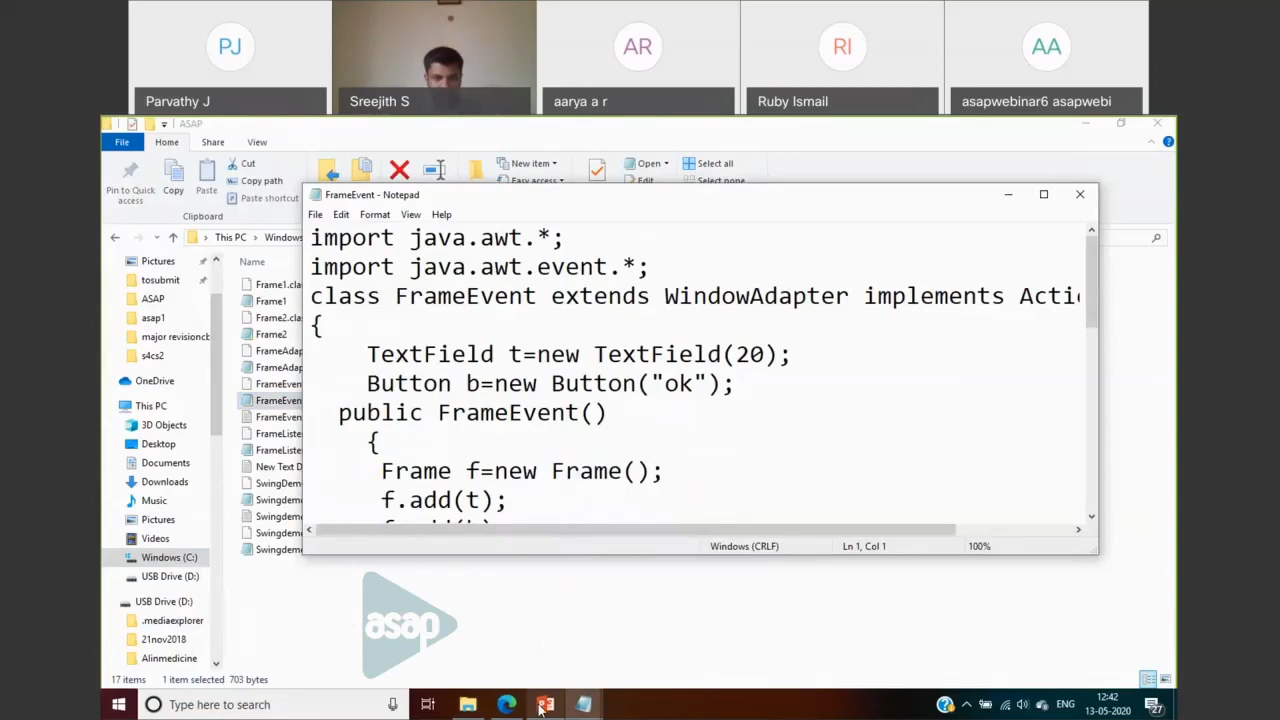 PJ
AR
RI
AA
Parvathy J
Sreejith S
aarya a r
Ruby Ismail
asapwebinar6 asapwebi
ASAP
File
Home
Share
View
Pin to Quick access
Copy
Paste
Cut
Copy path
Paste shortcut
Clipboard
New item
Easy access
Open
Edit
Select all
Select none
This PC
Windows
Pictures
tosubmit
ASAP
asap1
major revisioncb
s4cs2
OneDrive
This PC
3D Objects
Desktop
Documents
Downloads
Music
Pictures
Videos
Windows (C:)
USB Drive (D:)
USB Drive (D:)
.mediaexplorer
21nov2018
Alinmedicine
Name
Frame1.cla
Frame1
Frame2.cla
Frame2
FrameAdap
FrameAdap
FrameEven
FrameEven
FrameEven
FrameListe
FrameListe
New Text D
SwingDem
Swingdem
Swingdem
Swingdem
Swingdem
FrameEvent - Notepad
File Edit Format View Help
import java.awt.*;
import java.awt.event.*;
class FrameEvent extends WindowAdapter implements Actio
{
TextField t=new TextField(20);
Button b=new Button("ok");
public FrameEvent()
{
Frame f=new Frame();
f.add(t);
Windows (CRLF) Ln 1, Col 1 100%
asap
17 items 1 item selected 703 bytes
Type here to search
ENG
12:42
13-05-2020
27